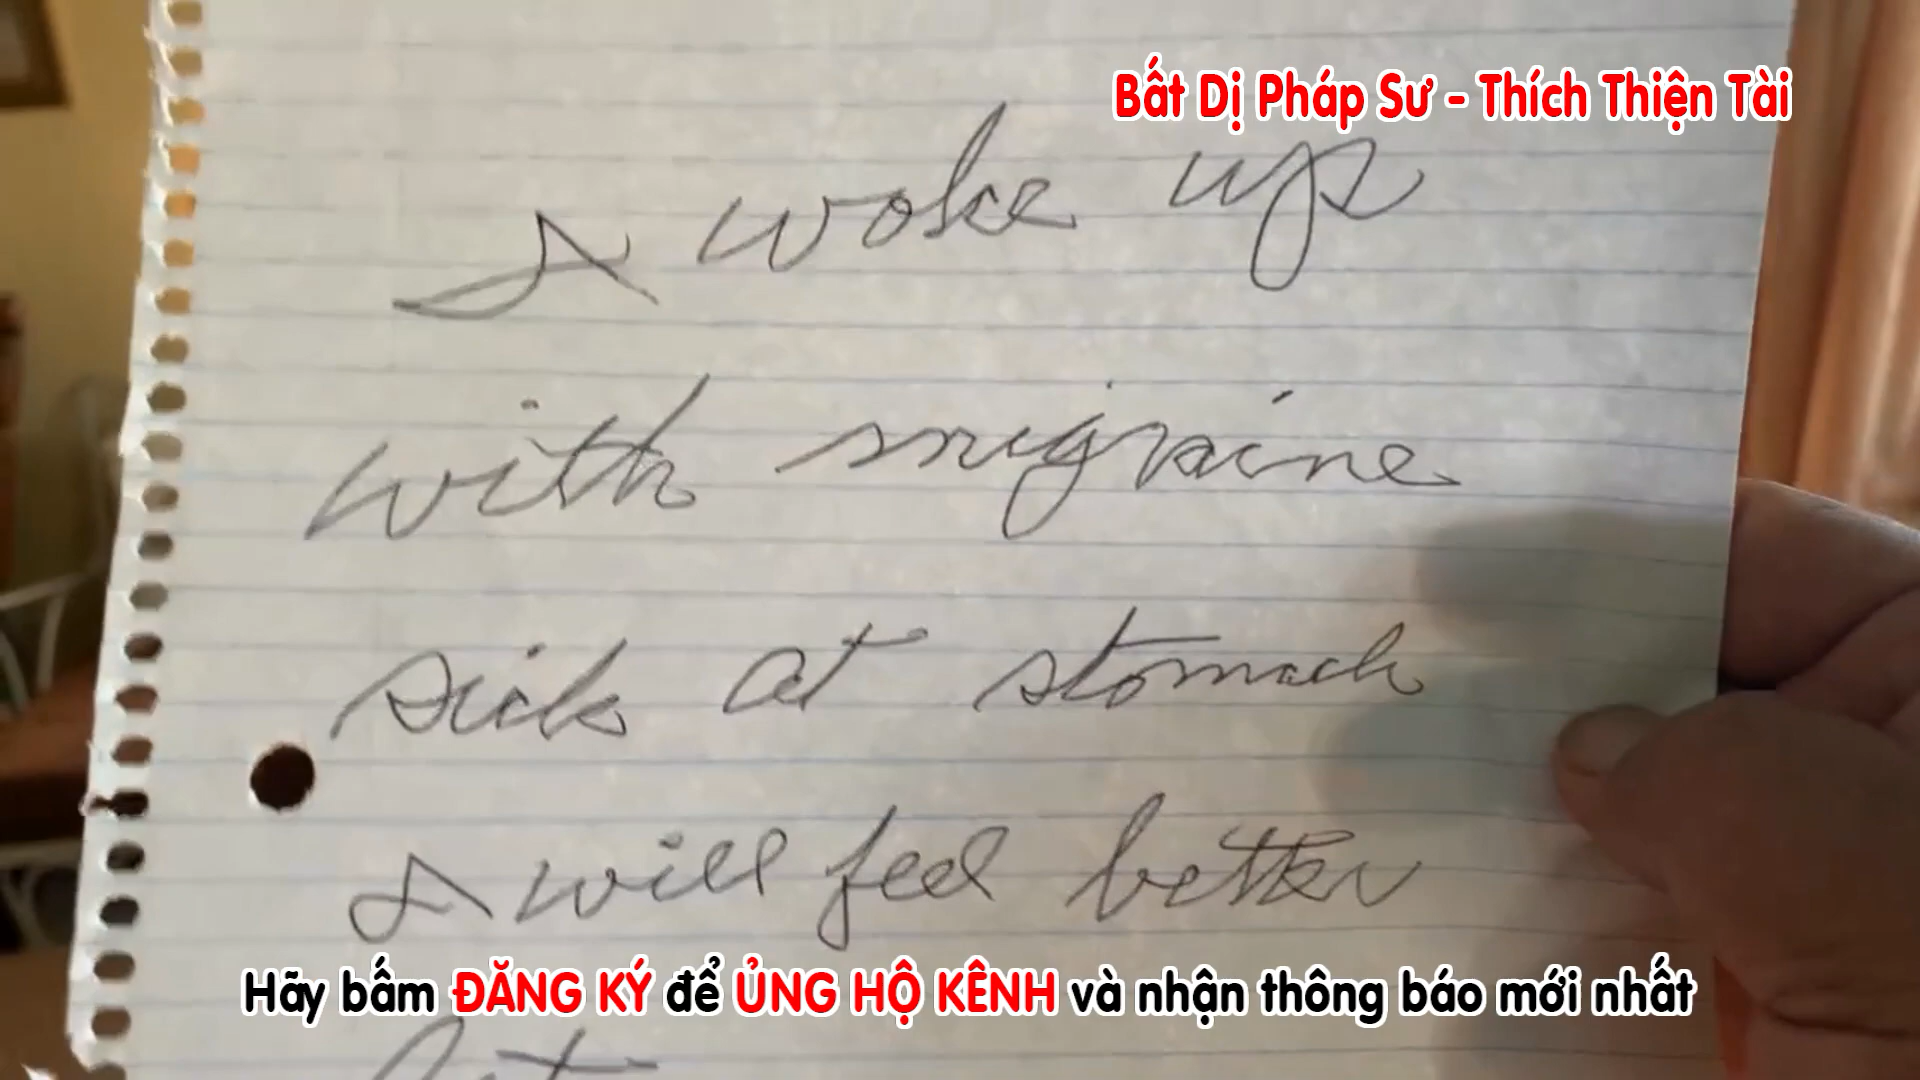 Bất Dị Pháp Sư - Thích Thiện Tài
I woke up
with migraine
sick at stomach
I will feel better
Hãy bấm ĐĂNG KÝ để ỦNG HỘ KÊNH và nhận thông báo mới nhất